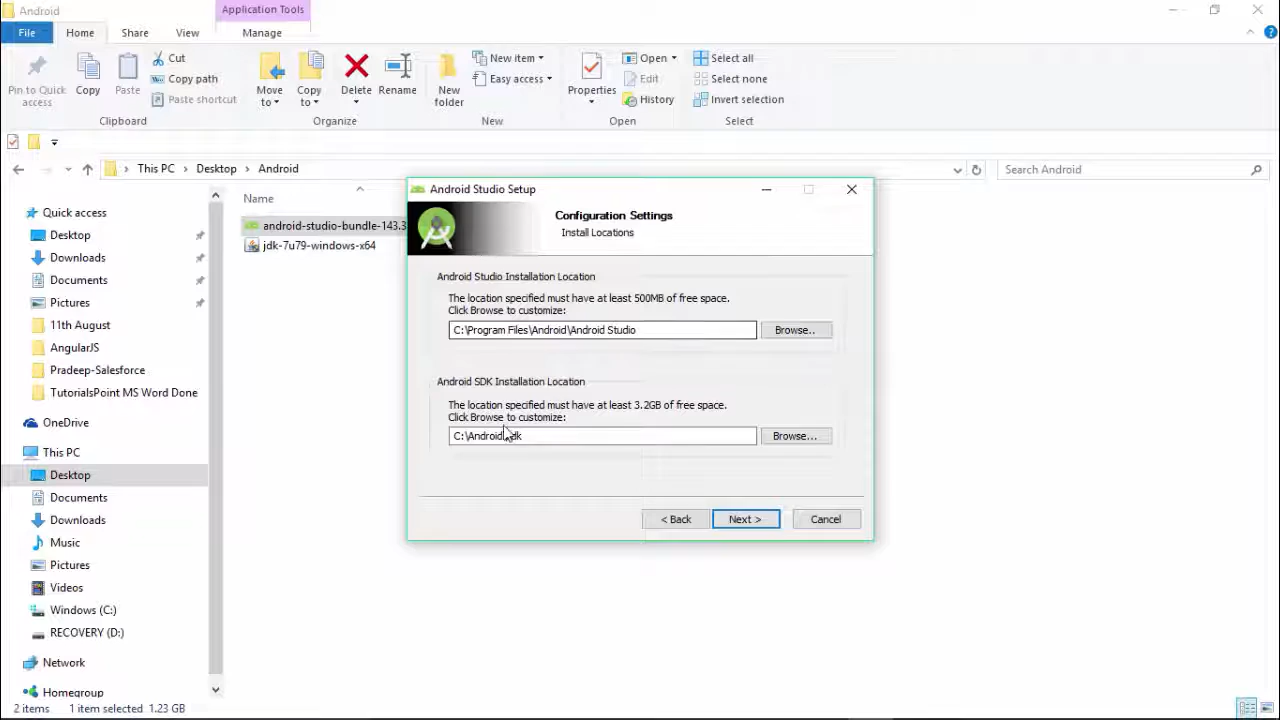 Android
Application Tools
File
Home
Share
View
Manage
Pin to Quick access
Copy
Paste
Cut
Copy path
Paste shortcut
Clipboard
Move to
Copy to
Delete
Rename
Organize
New folder
New item
Easy access
New
Properties
Open
Edit
History
Open
Select all
Select none
Invert selection
Select
This PC > Desktop > Android
Search Android
Name
android-studio-bundle-143.3
jdk-7u79-windows-x64
Quick access
Desktop
Downloads
Documents
Pictures
11th August
AngularJS
Pradeep-Salesforce
TutorialsPoint MS Word Done
OneDrive
This PC
Desktop
Documents
Downloads
Music
Pictures
Videos
Windows (C:)
RECOVERY (D:)
Network
Homegroup
2 items 1 item selected 1.23 GB
Android Studio Setup
Configuration Settings
Install Locations
Android Studio Installation Location
The location specified must have at least 500MB of free space.
Click Browse to customize:
C:\Program Files\Android\Android Studio
Browse..
Android SDK Installation Location
The location specified must have at least 3.2GB of free space.
Click Browse to customize:
Browse...
< Back
Next >
Cancel